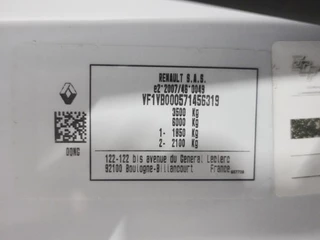 RENAULT S.A.S.
e2*2007/46*0049
VF1VB000571456319
3500 Kg
6000 Kg
1- 1850 Kg
2- 2100 Kg
122-122 bis avenue du General Leclerc
92100 Boulogne-Billancourt France